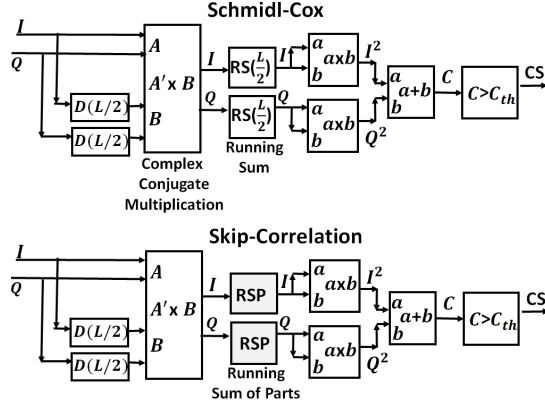 Schmidl-Cox
I
Q
A
A'x B
B
D(L/2)
D(L/2)
Complex
Conjugate
Multiplication
I
Q
RS(L/2)
RS(L/2)
Running
Sum
I
Q
a
axb
b
a
axb
b
I²
Q²
a
a+b
b
C
C>C_th
CS
Skip-Correlation
I
Q
A
A'x B
B
D(L/2)
D(L/2)
I
Q
RSP
RSP
Running
Sum of Parts
I
Q
a
axb
b
a
axb
b
I²
Q²
a
a+b
b
C
C>C_th
CS